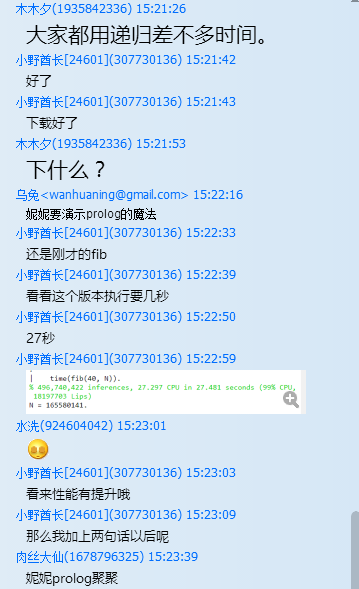 木木夕(1935842336) 15:21:26
大家都用递归差不多时间。
小野酋长[24601](307730136) 15:21:42
好了
小野酋长[24601](307730136) 15:21:43
下载好了
木木夕(1935842336) 15:21:53
下什么？
乌兔<wanhuaning@gmail.com> 15:22:16
妮妮要演示prolog的魔法
小野酋长[24601](307730136) 15:22:33
还是刚才的fib
小野酋长[24601](307730136) 15:22:39
看看这个版本执行要几秒
小野酋长[24601](307730136) 15:22:50
27秒
小野酋长[24601](307730136) 15:22:59
| time(fib(40, N)).
% 496,740,422 inferences, 27.297 CPU in 27.481 seconds (99% CPU,
18197703 Lips)
N = 165580141.
水洗(924604042) 15:23:01
小野酋长[24601](307730136) 15:23:03
看来性能有提升哦
小野酋长[24601](307730136) 15:23:09
那么我加上两句话以后呢
肉丝大仙(1678796325) 15:23:39
妮妮prolog聚聚